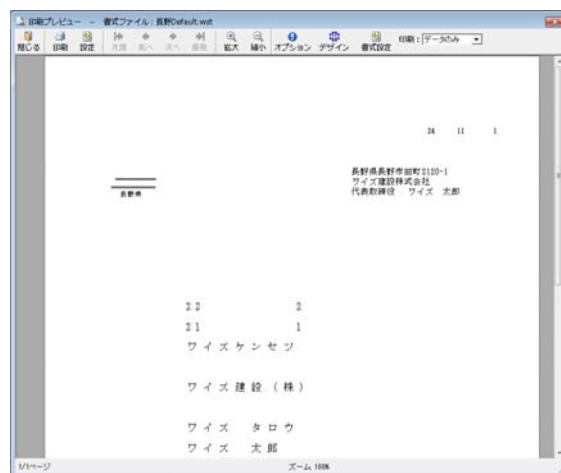 印刷プレビュー － 書式ファイル：長野Default.wst
閉じる 印刷 設定 先頭 前へ 次へ 最後 拡大 縮小 オプション デザイン 書式設定 印刷：データのみ
24 11 1
長野県長野市田町2120-1
ワイズ建設株式会社
代表取締役 ワイズ 太郎
長野県
22 2
21 1
ワイズケンセツ
ワイズ建設（株）
ワイズ タロウ
ワイズ 太郎
1/1ページ ズーム 100%